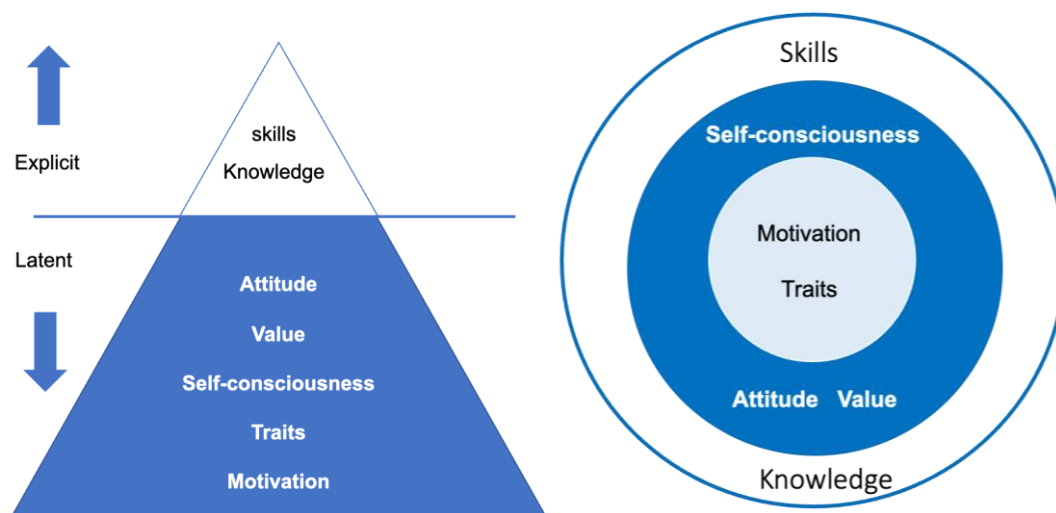 skills
Knowledge
Explicit
Latent
Attitude
Value
Self-consciousness
Traits
Motivation
Skills
Self-consciousness
Motivation
Traits
Attitude Value
Knowledge